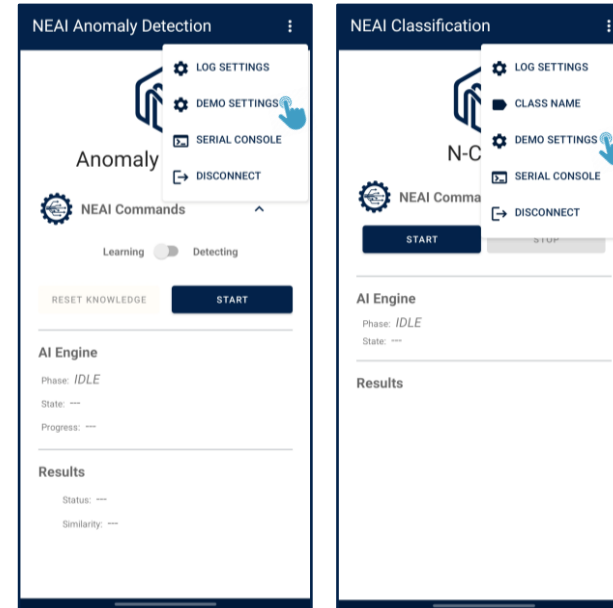 NEAI Anomaly Detection
LOG SETTINGS
DEMO SETTINGS
SERIAL CONSOLE
DISCONNECT
Anomaly
NEAI Commands
Learning Detecting
RESET KNOWLEDGE START
AI Engine
Phase: IDLE
State: ---
Progress: ---
Results
Status: ---
Similarity: ---
NEAI Classification
LOG SETTINGS
CLASS NAME
DEMO SETTINGS
SERIAL CONSOLE
DISCONNECT
N-C
NEAI Comma
START STOP
AI Engine
Phase: IDLE
State: ---
Results